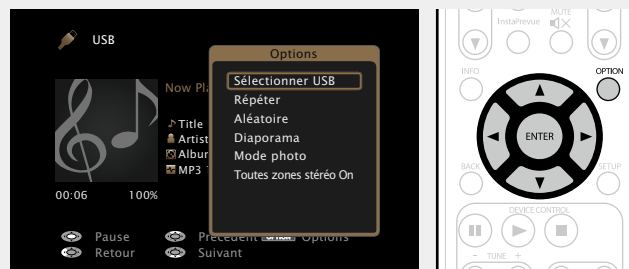 USB
Options
Sélectionner USB
Répéter
Aléatoire
Diaporama
Mode photo
Toutes zones stéréo On
Now Pla
Title
Artist
Albur
MP3
00:06 100%
Pause Précédent OPTION Options
Retour Suivant
MUTE
InstaPrevue
INFO OPTION
ENTER
BACK SETUP
DEVICE CONTROL
- TUNE +